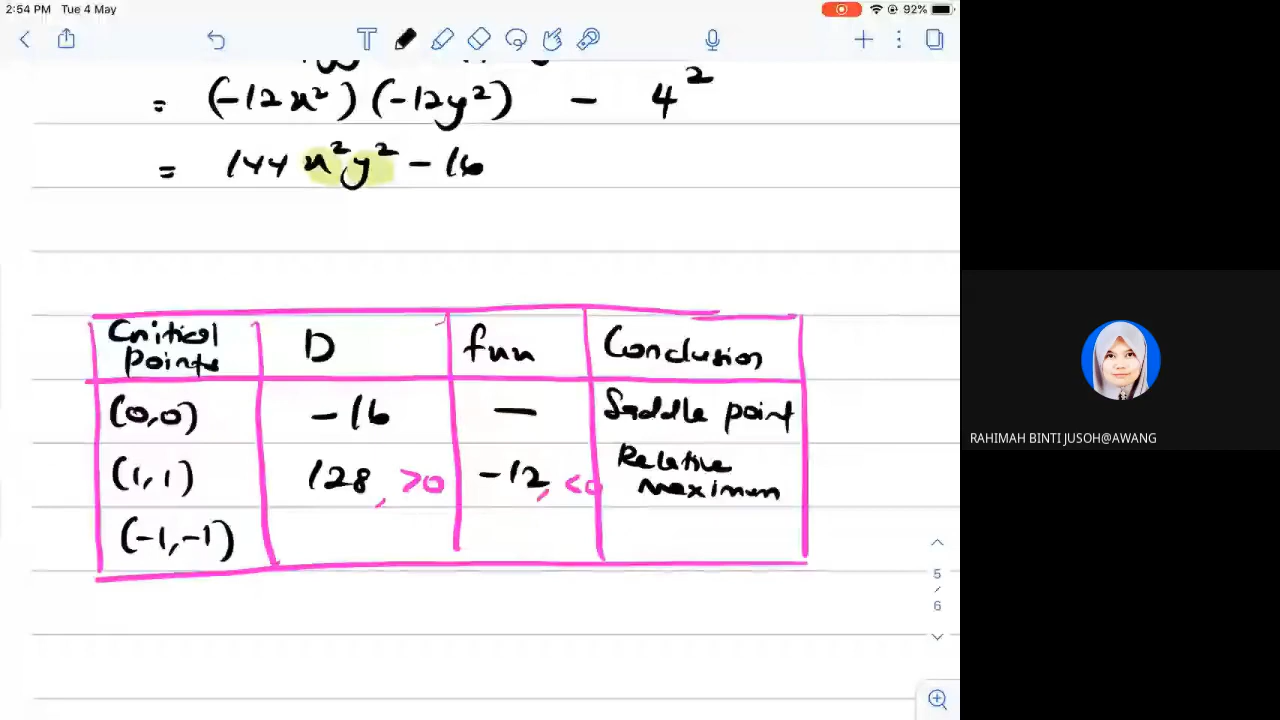 2:54 PM Tue 4 May
92%
= (-12x²)(-12y²) - 4²
= 144x²y² - 16
Critical Points
D
fxx
Conclusion
(0,0)
-16
—
Saddle point
(1,1)
128, >0
-12, <0
Relative maximum
(-1,-1)
5
/
6
RAHIMAH BINTI JUSOH@AWANG